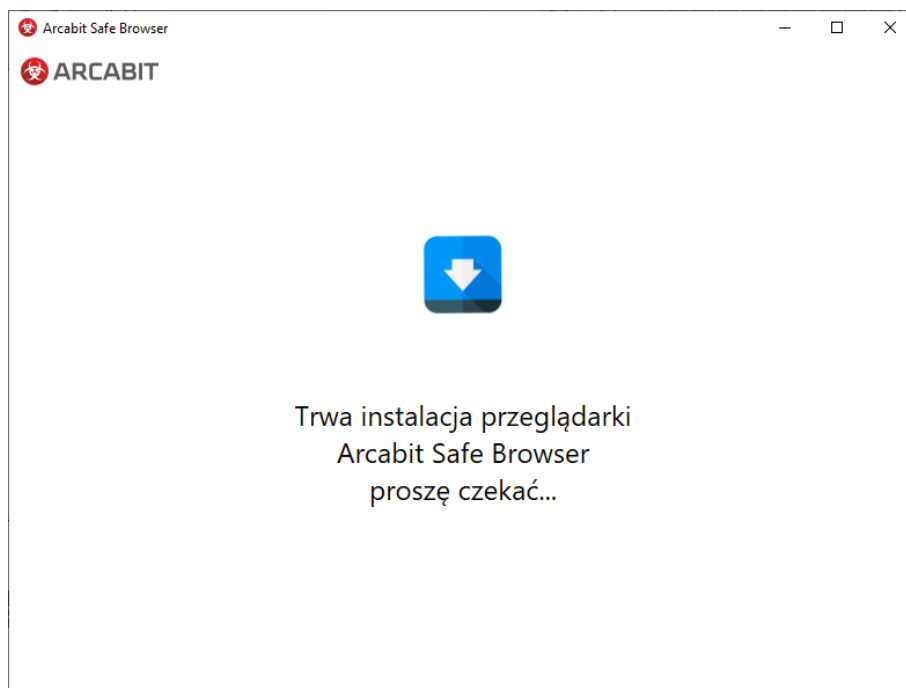 Arcabit Safe Browser
ARCABIT
Trwa instalacja przeglądarki
Arcabit Safe Browser
proszę czekać...